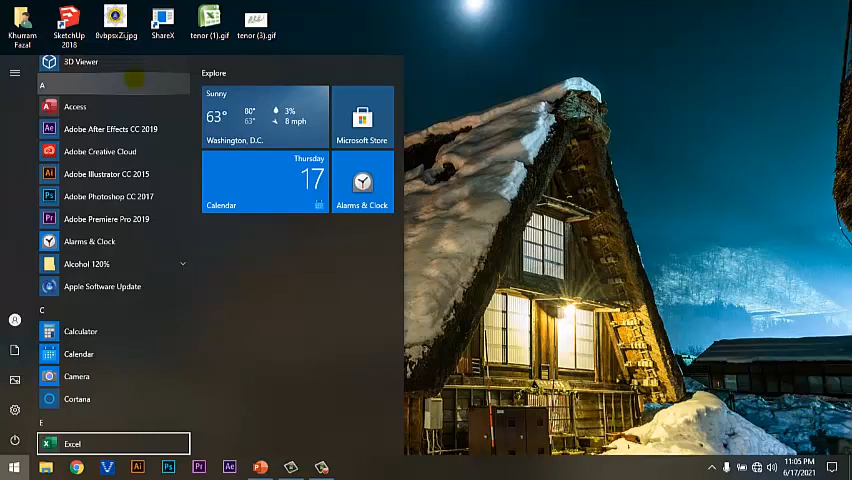 Khurram
Fazal
SketchUp
2018
8vbpsxZi.jpg
ShareX
tenor (1).gif
tenor (3).gif
3D Viewer
A
Access
Adobe After Effects CC 2019
Adobe Creative Cloud
Adobe Illustrator CC 2015
Adobe Photoshop CC 2017
Adobe Premiere Pro 2019
Alarms & Clock
Alcohol 120%
Apple Software Update
C
Calculator
Calendar
Camera
Cortana
E
Excel
Explore
Sunny
63° 80° 3%
63° 8 mph
Washington, D.C.
Microsoft Store
Thursday
17
Calendar
Alarms & Clock
11:05 PM
6/17/2021